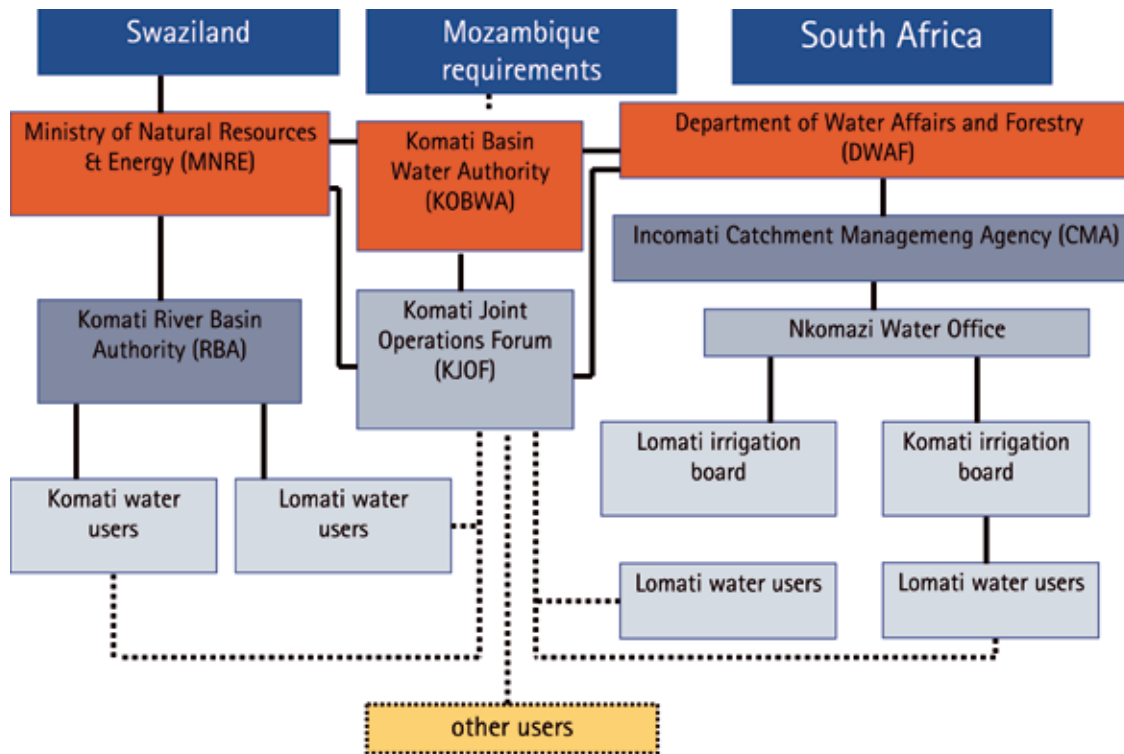 Swaziland
Mozambique
requirements
South Africa
Ministry of Natural Resources
& Energy (MNRE)
Komati Basin
Water Authority
(KOBWA)
Department of Water Affairs and Forestry
(DWAF)
Incomati Catchment Managemeng Agency (CMA)
Komati River Basin
Authority (RBA)
Komati Joint
Operations Forum
(KJOF)
Nkomazi Water Office
Lomati irrigation
board
Komati irrigation
board
Komati water
users
Lomati water
users
Lomati water users
Lomati water users
other users